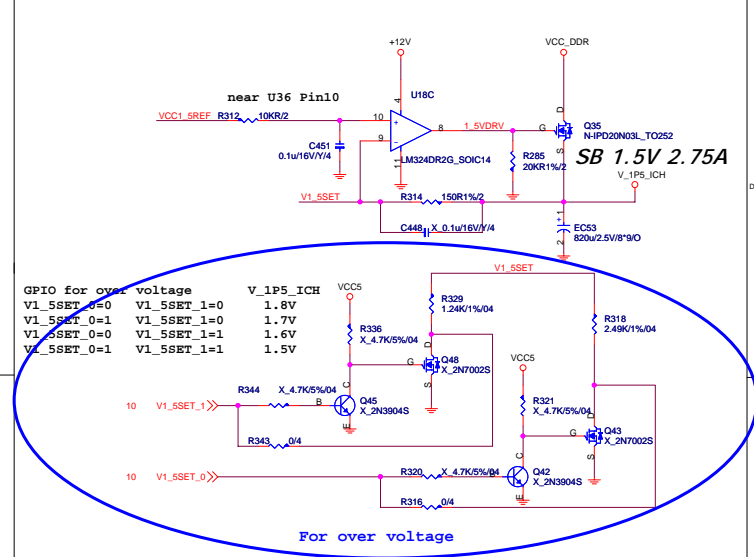 +12V
VCC_DDR
near U36 Pin10
U18C
VCC1_5REF
R312
10KR/2
10
+
4
8
1_5VDRV
G
D
S
Q35
N-IPD20N03L_TO252
9
-
11
C451
0.1u/16V/Y/4
LM324DR2G_SOIC14
R285
20KR1%/2
SB 1.5V 2.75A
V_1P5_ICH
V1_5SET
R314
150R1%/2
C448
X_0.1u/16V/Y/4
1
+
2
EC53
820u/2.5V/8*9/O
D
V1_5SET
GPIO for over voltage V_1P5_ICH
V1_5SET_0=0 V1_5SET_1=0 1.8V
V1_5SET_0=1 V1_5SET_1=0 1.7V
V1_5SET_0=0 V1_5SET_1=1 1.6V
V1_5SET_0=1 V1_5SET_1=1 1.5V
VCC5
R329
1.24K/1%/04
R318
2.49K/1%/04
R336
X_4.7K/5%/04
D
G
S
Q48
X_2N7002S
VCC5
R344
X_4.7K/5%/04
10 V1_5SET_1
B
C
E
Q45
X_2N3904S
R321
X_4.7K/5%/04
D
G
S
Q43
X_2N7002S
R343
0/4
10 V1_5SET_0
R320
X_4.7K/5%/04
B
C
E
Q42
X_2N3904S
R316
0/4
For over voltage